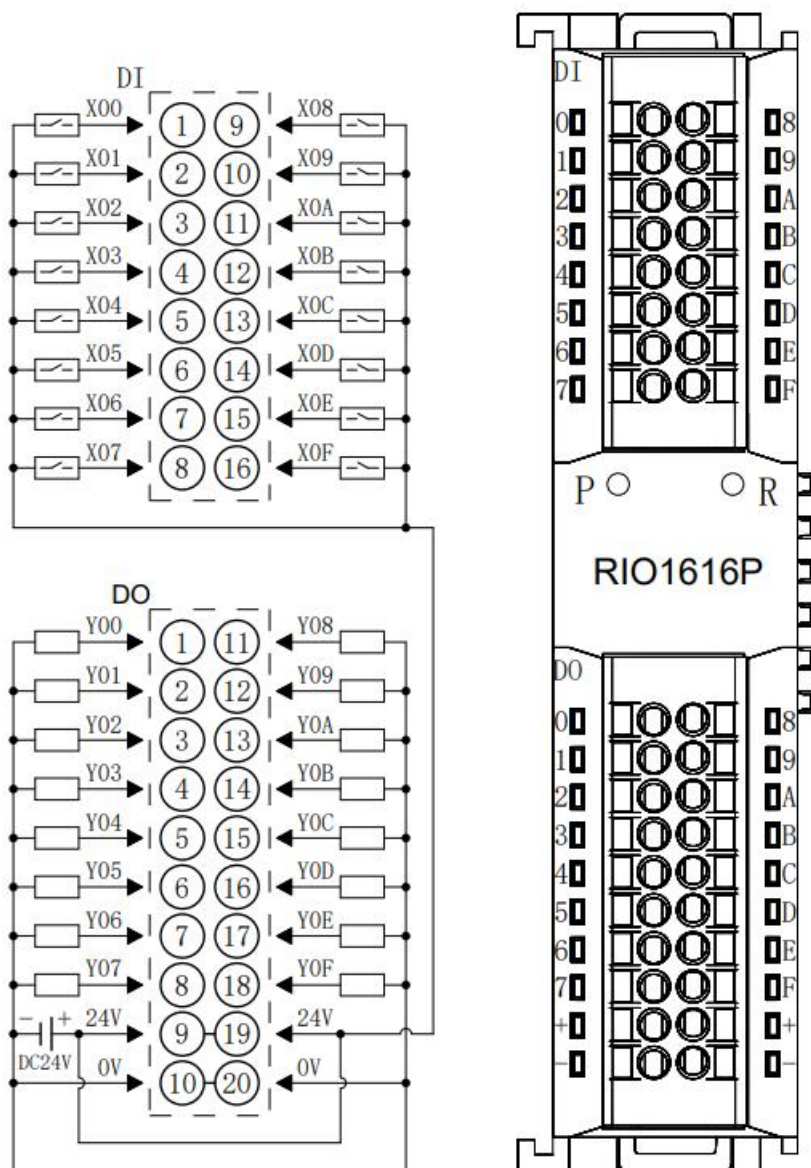 DI
X00 1 9 X08
X01 2 10 X09
X02 3 11 X0A
X03 4 12 X0B
X04 5 13 X0C
X05 6 14 X0D
X06 7 15 X0E
X07 8 16 X0F
DO
Y00 1 11 Y08
Y01 2 12 Y09
Y02 3 13 Y0A
Y03 4 14 Y0B
Y04 5 15 Y0C
Y05 6 16 Y0D
Y06 7 17 Y0E
Y07 8 18 Y0F
- + 24V 9 19 24V
DC24V
0V 10 20 0V
DI
0 8
1 9
2 A
3 B
4 C
5 D
6 E
7 F
P R
RIO1616P
DO
0 8
1 9
2 A
3 B
4 C
5 D
6 E
7 F
+ +
- -